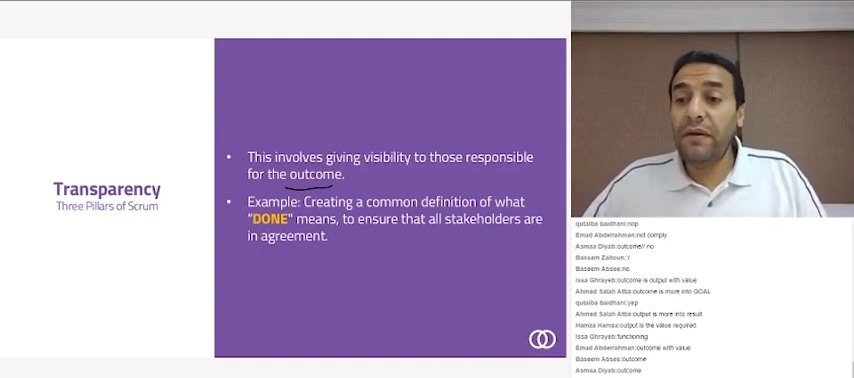 Transparency
Three Pillars of Scrum
• This involves giving visibility to those responsible
for the outcome.
• Example: Creating a common definition of what
"DONE" means, to ensure that all stakeholders are
in agreement.
qutaiba baidhani:nop
Emad Abdelrahman:not comply
Asmaa Diyab:outcome// no
Bassam Zaitoun:'/
Baseem Absee:no
Issa Ghrayeb:outcome is output with value
Ahmed Salah Attia:outcome is more into GOAL
qutaiba baidhani:yep
Ahmed Salah Attia:output is more into result
Hamza Hamaa:output is the value required
Issa Ghrayeb:functioning
Emad Abdelrahman:outcome with value
Baseem Absee:outcome
Asmaa Diyab:outcome